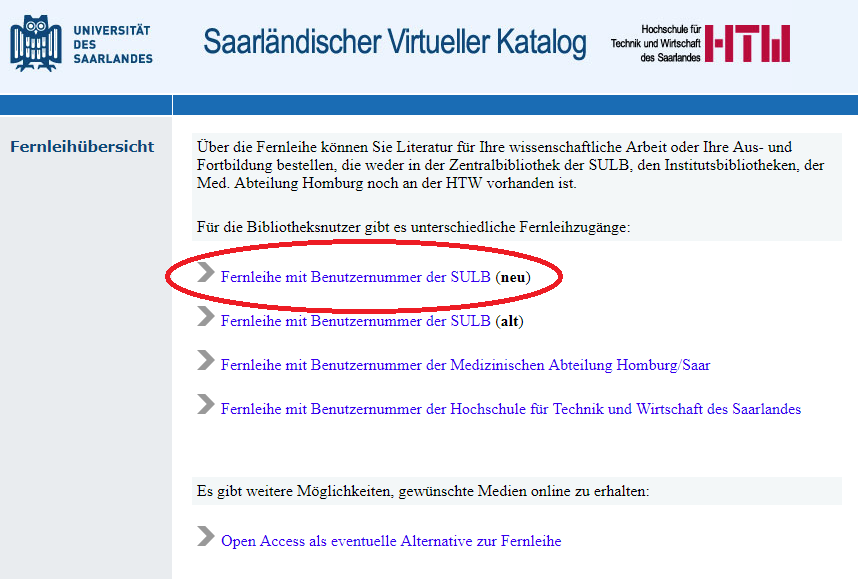 UNIVERSITÄT
DES
SAARLANDES
Saarländischer Virtueller Katalog
Hochschule für
Technik und Wirtschaft
des Saarlandes
HTW
Fernleihübersicht
Über die Fernleihe können Sie Literatur für Ihre wissenschaftliche Arbeit oder Ihre Aus- und
Fortbildung bestellen, die weder in der Zentralbibliothek der SULB, den Institutsbibliotheken, der
Med. Abteilung Homburg noch an der HTW vorhanden ist.
Für die Bibliotheksnutzer gibt es unterschiedliche Fernleihzugänge:
Fernleihe mit Benutzernummer der SULB (neu)
Fernleihe mit Benutzernummer der SULB (alt)
Fernleihe mit Benutzernummer der Medizinischen Abteilung Homburg/Saar
Fernleihe mit Benutzernummer der Hochschule für Technik und Wirtschaft des Saarlandes
Es gibt weitere Möglichkeiten, gewünschte Medien online zu erhalten:
Open Access als eventuelle Alternative zur Fernleihe